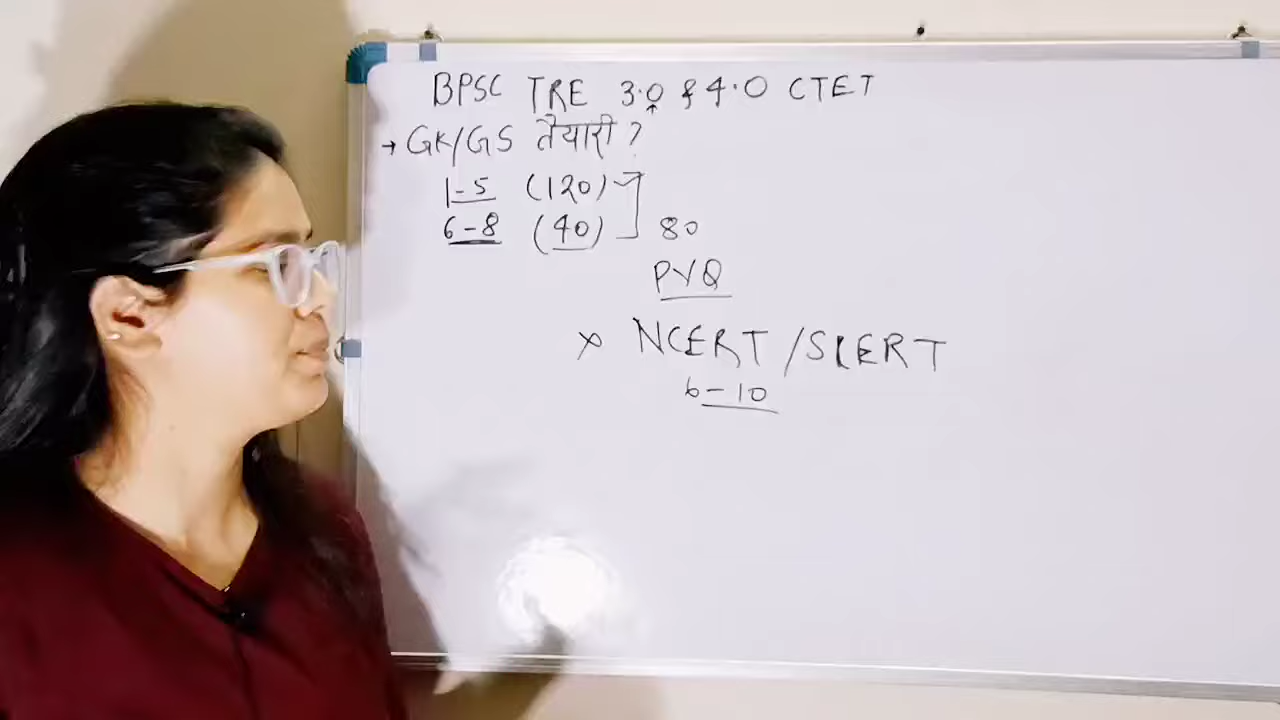 BPSC TRE 3.0 & 4.0 CTET
→ GK/GS तैयारी ?
1-5 (120)
6-8 (40) 80
PYQ
× NCERT/SCERT
6-10